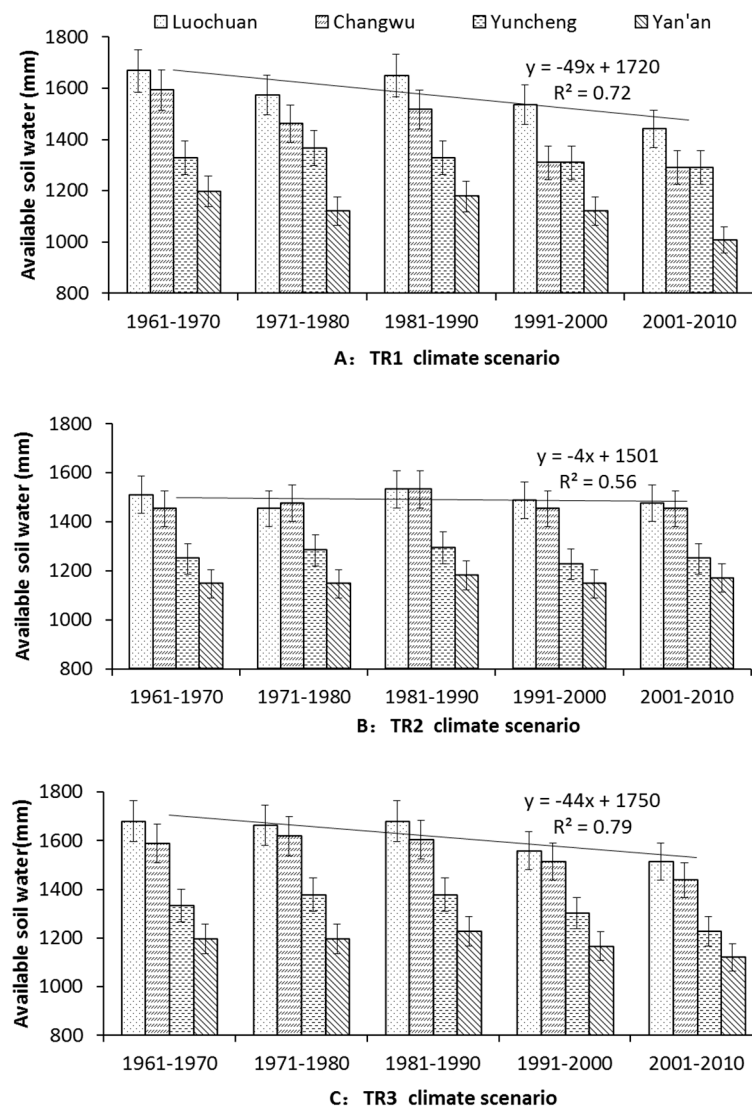 Luochuan Changwu Yuncheng Yan'an
1800
1600
1400
1200
1000
800
Available soil water (mm)
y = -49x + 1720
R² = 0.72
1961-1970 1971-1980 1981-1990 1991-2000 2001-2010
A： TR1 climate scenario
1800
1600
1400
1200
1000
800
Available soil water (mm)
y = -4x + 1501
R² = 0.56
1961-1970 1971-1980 1981-1990 1991-2000 2001-2010
B： TR2 climate scenario
1800
1600
1400
1200
1000
800
Available soil water(mm)
y = -44x + 1750
R² = 0.79
1961-1970 1971-1980 1981-1990 1991-2000 2001-2010
C： TR3 climate scenario